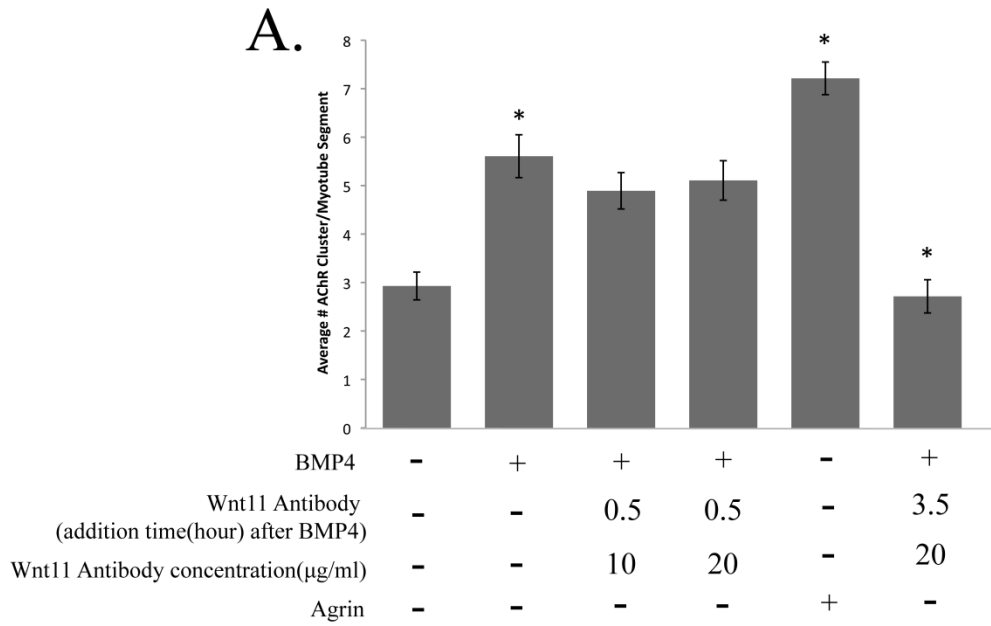 A.
Average # AChR Cluster/Myotube Segment
8
7
6
5
4
3
2
1
0
*
*
*
BMP4 - + + + - +
Wnt11 Antibody
(addition time(hour) after BMP4) - - 0.5 0.5 - 3.5
Wnt11 Antibody concentration(μg/ml) - - 10 20 - 20
Agrin - - - - + -